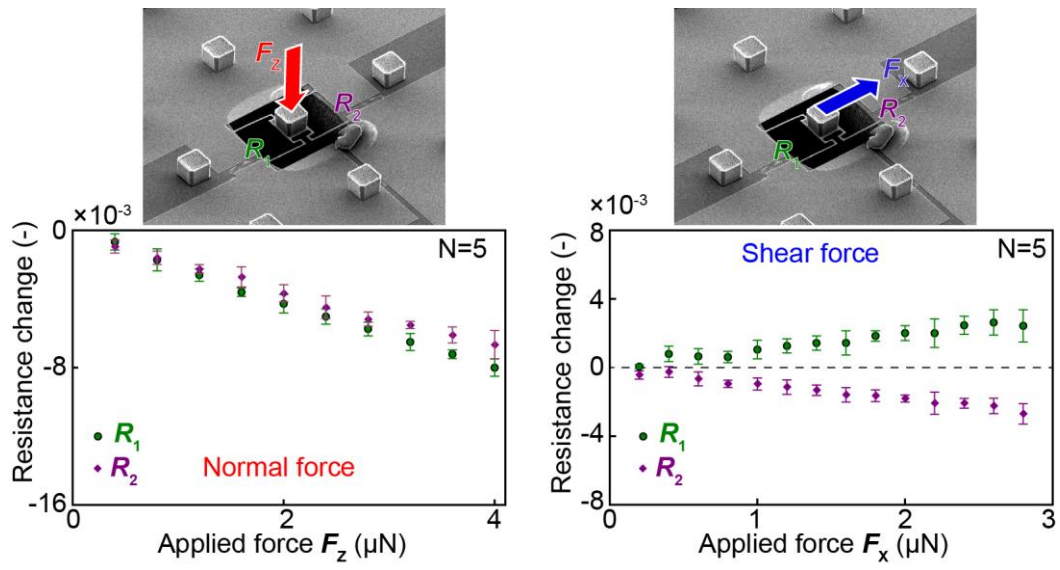 F_z
R_2
R_1
F_x
R_2
R_1
×10⁻³
0
-8
-16
Resistance change (-)
N=5
R_1
R_2
Normal force
0
2
4
Applied force F_z (μN)
×10⁻³
8
4
0
-4
-8
Resistance change (-)
Shear force
N=5
R_1
R_2
0
1
2
3
Applied force F_x (μN)